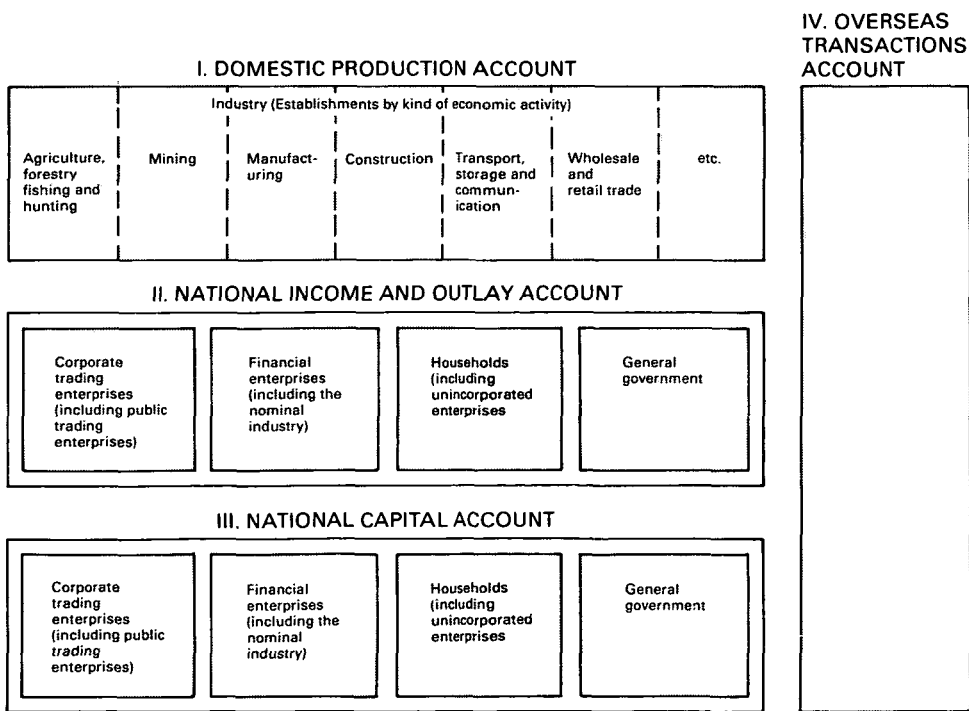 IV. OVERSEAS
TRANSACTIONS
ACCOUNT
I. DOMESTIC PRODUCTION ACCOUNT
Industry (Establishments by kind of economic activity)
Agriculture,
forestry
fishing and
hunting
Mining
Manufact-
uring
Construction
Transport,
storage and
commun-
ication
Wholesale
and
retail trade
etc.
II. NATIONAL INCOME AND OUTLAY ACCOUNT
Corporate
trading
enterprises
(including public
trading
enterprises)
Financial
enterprises
(including the
nominal
industry)
Households
(including
unincorporated
enterprises
General
government
III. NATIONAL CAPITAL ACCOUNT
Corporate
trading
enterprises
(including public
trading
enterprises)
Financial
enterprises
(including the
nominal
industry)
Households
(including
unincorporated
enterprises
General
government